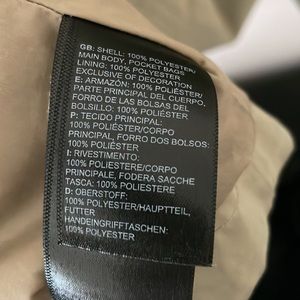 GB: SHELL: 100% POLYESTER/
MAIN BODY, POCKET BAGS
LINING: 100% POLYESTER
EXCLUSIVE OF DECORATION
E: ARMAZÓN: 100% POLIÉSTER/
PARTE PRINCIPAL DEL CUERPO,
FORRO DE LAS BOLSAS DEL
BOLSILLO: 100% POLIÉSTER
P: TECIDO PRINCIPAL:
100% POLIÉSTER/CORPO
PRINCIPAL, FORRO DOS BOLSOS:
100% POLIÉSTER
I: RIVESTIMENTO:
100% POLIESTERE/CORPO
PRINCIPALE, FODERA SACCHE
TASCA: 100% POLIESTERE
D: OBERSTOFF:
100% POLYESTER/HAUPTTEIL,
FUTTER
HANDEINGRIFFTASCHEN:
100% POLYESTER